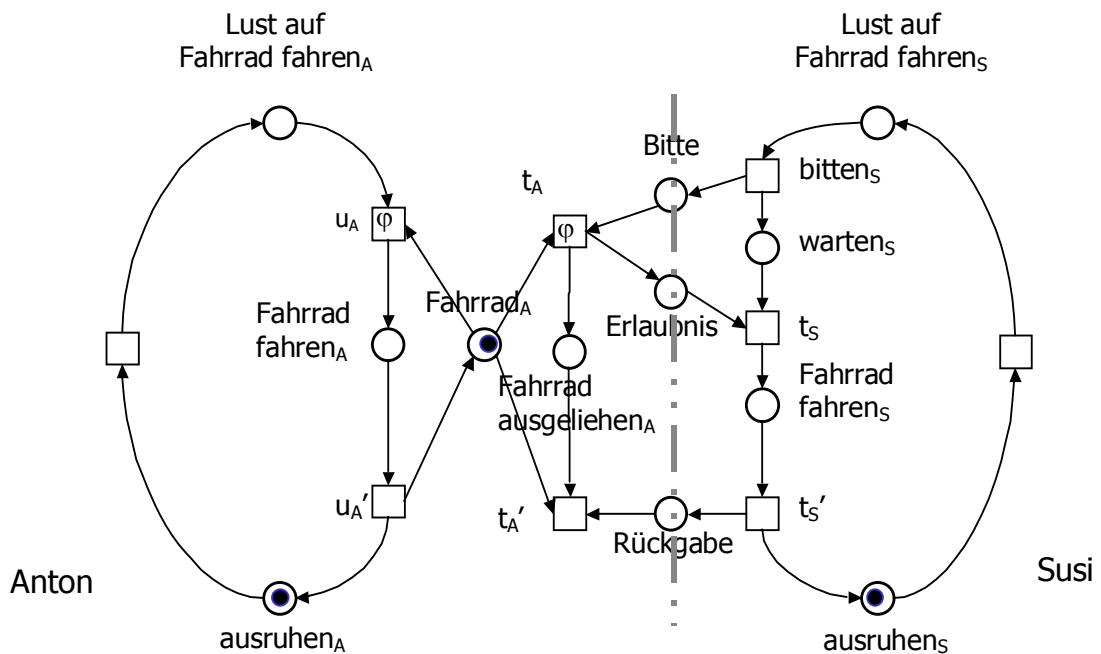 Lust auf
Fahrrad fahrenA
Lust auf
Fahrrad fahrenS
Bitte
bittenS
tA
uA
φ
φ
wartenS
FahrradA
Fahrrad
fahrenA
Erlaubnis
tS
Fahrrad
ausgeliehenA
Fahrrad
fahrenS
uA’
tA’
tS’
Rückgabe
Anton
Susi
ausruhenA
ausruhenS